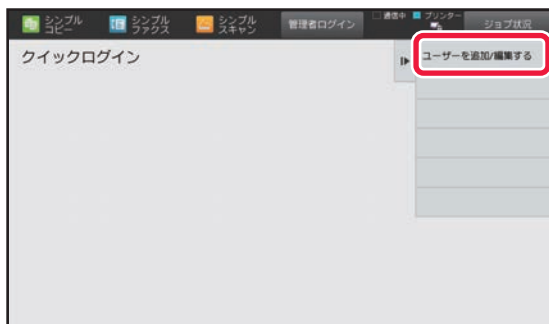 シンプル
コピー
シンプル
ファクス
シンプル
スキャン
管理者ログイン
通信中
プリンター
ジョブ状況
クイックログイン
ユーザーを追加/編集する